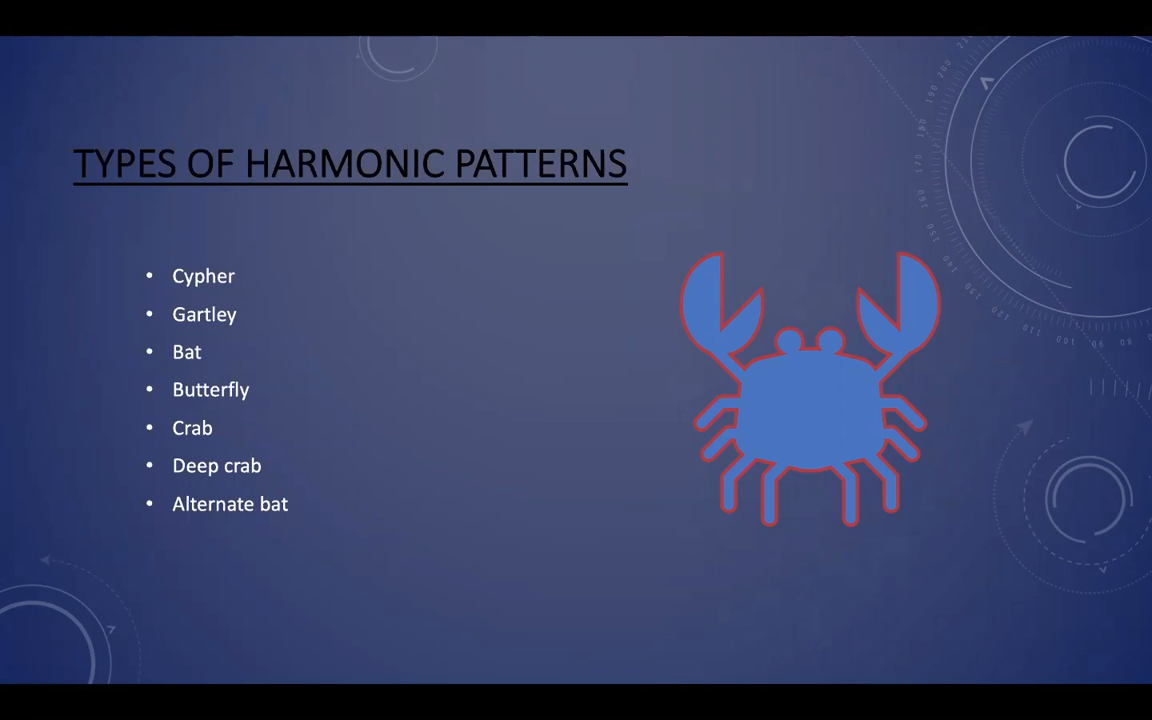 TYPES OF HARMONIC PATTERNS
• Cypher
• Gartley
• Bat
• Butterfly
• Crab
• Deep crab
• Alternate bat